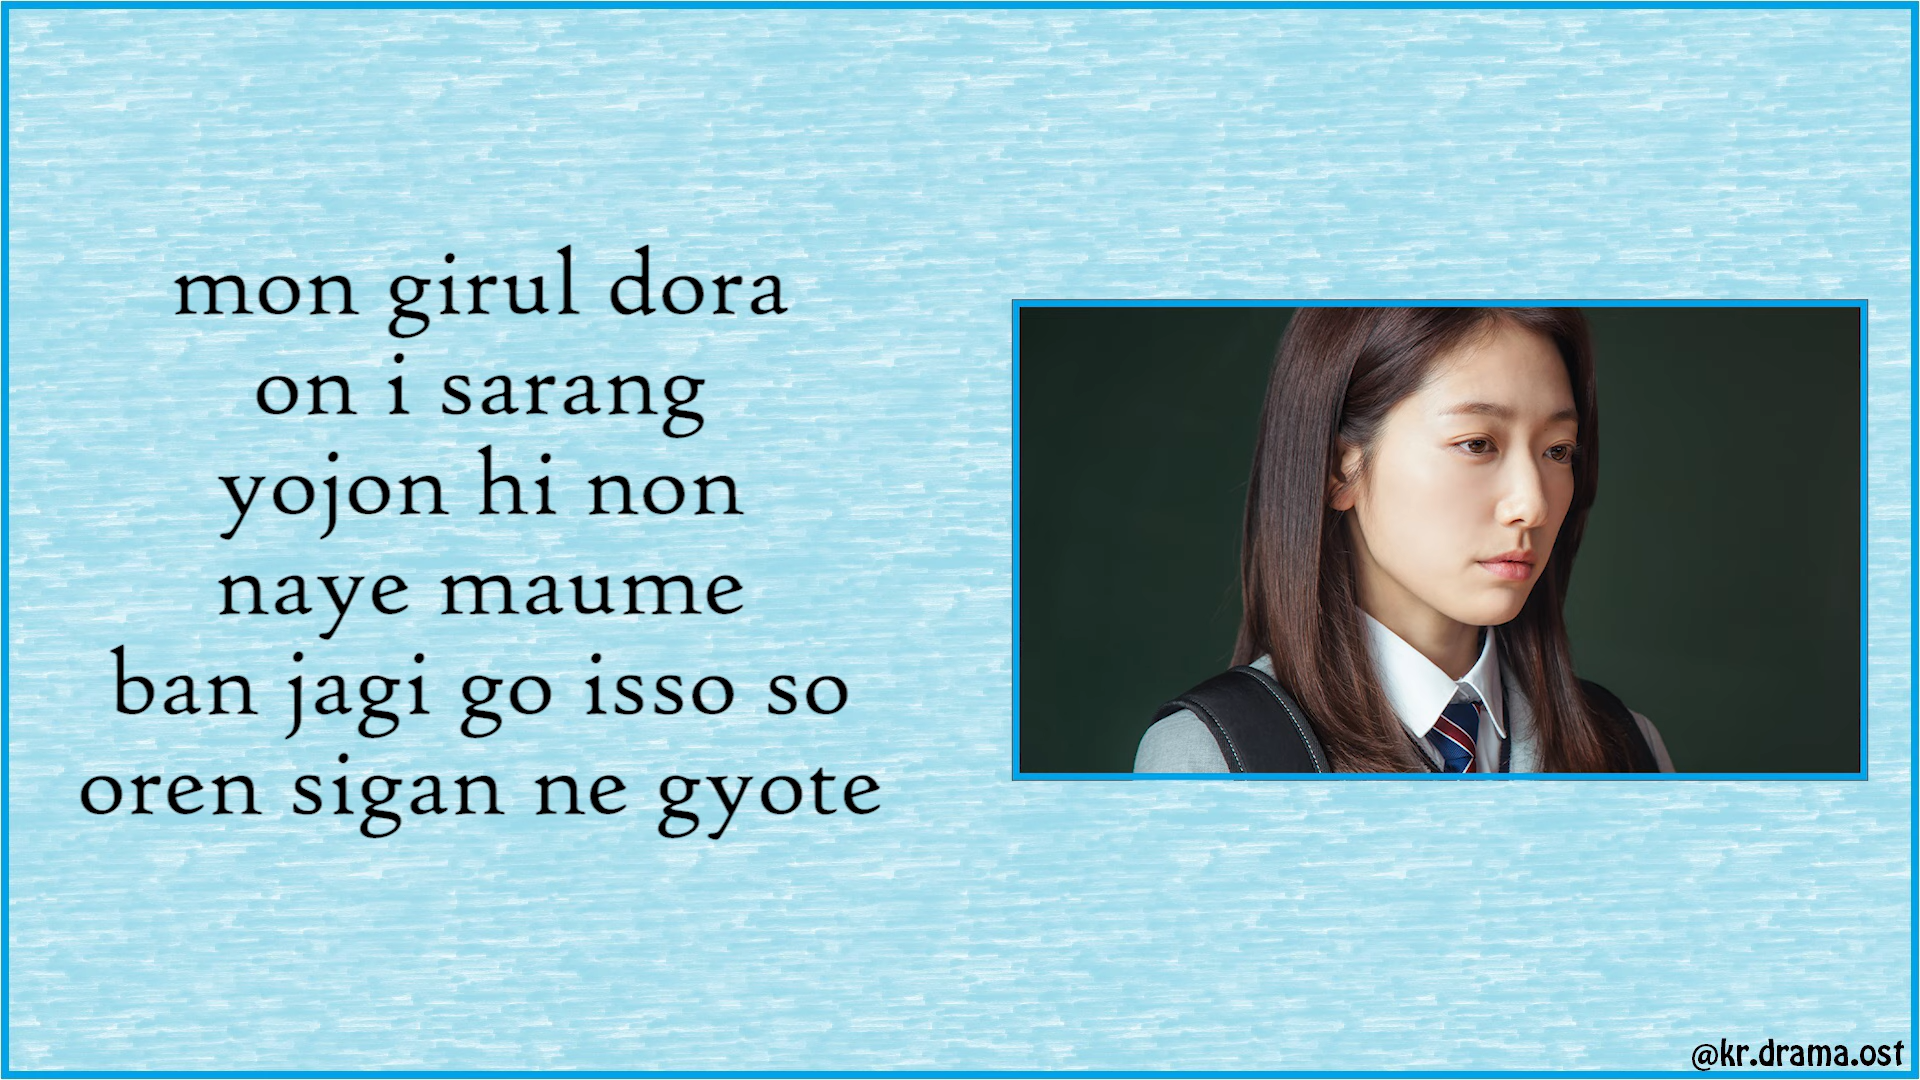 mon girul dora
on i sarang
yojon hi non
naye maume
ban jagi go isso so
oren sigan ne gyote
@kr.drama.ost